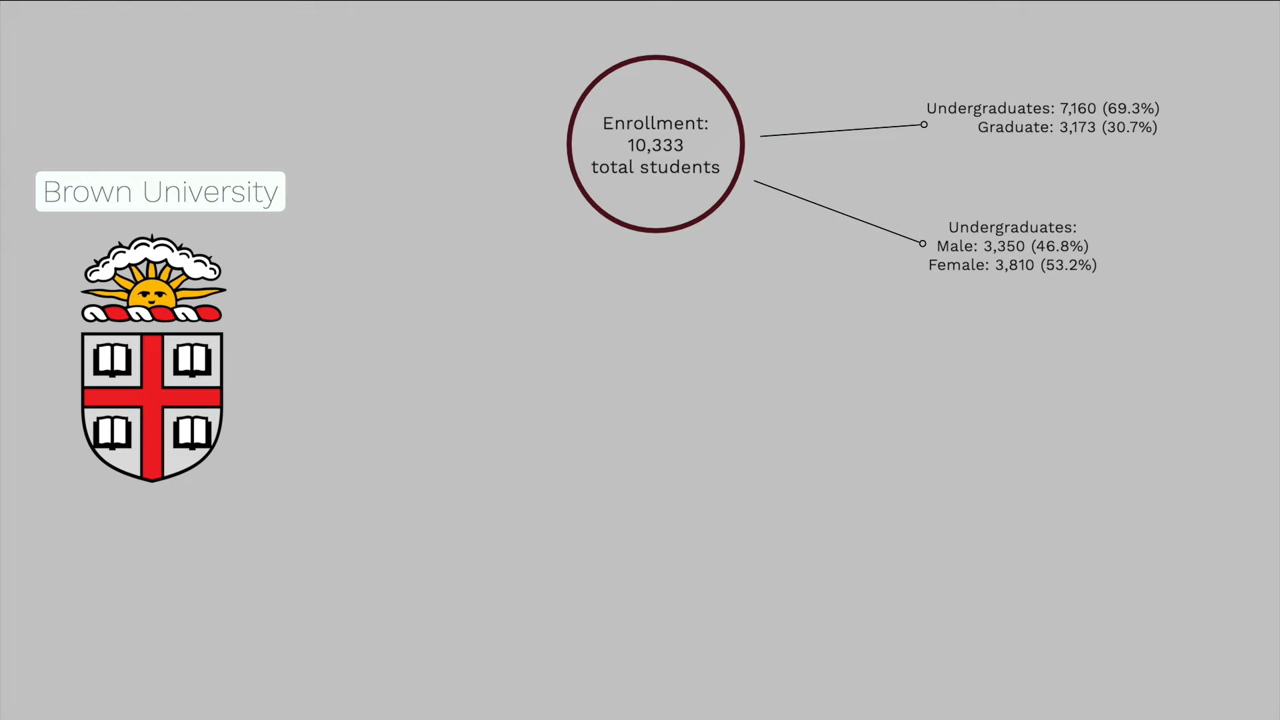 Brown University
Enrollment:
10,333
total students
Undergraduates: 7,160 (69.3%)
Graduate: 3,173 (30.7%)
Undergraduates:
Male: 3,350 (46.8%)
Female: 3,810 (53.2%)